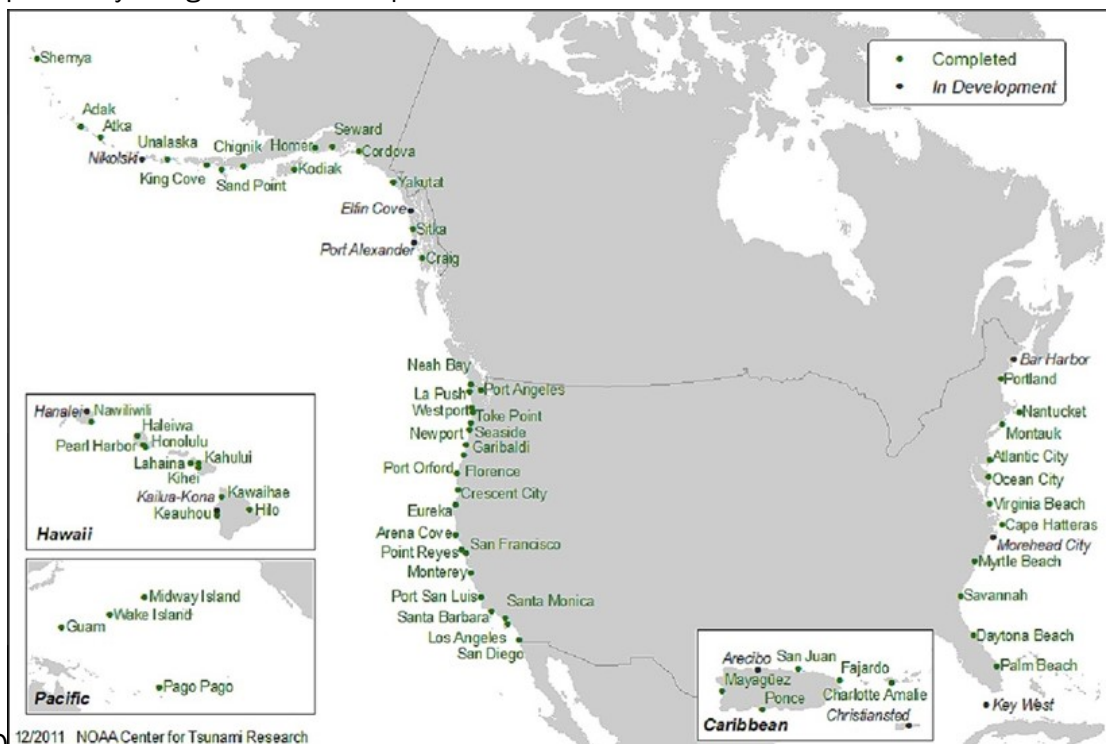 Completed
In Development
Shemya
Adak
Atka
Nikolski
Unalaska
King Cove
Sand Point
Chignik
Kodiak
Homer
Seward
Cordova
Yakutat
Elfin Cove
Sitka
Port Alexander
Craig
Neah Bay
Port Angeles
La Push
Westport
Toke Point
Seaside
Newport
Garibaldi
Port Orford
Florence
Crescent City
Eureka
Arena Cove
San Francisco
Point Reyes
Monterey
Port San Luis
Santa Monica
Santa Barbara
Los Angeles
San Diego
Bar Harbor
Portland
Nantucket
Montauk
Atlantic City
Ocean City
Virginia Beach
Cape Hatteras
Morehead City
Myrtle Beach
Savannah
Daytona Beach
Palm Beach
Key West
Hanalei
Nawiliwili
Haleiwa
Honolulu
Pearl Harbor
Lahaina
Kahului
Kihei
Kailua-Kona
Kawaihae
Keauhou
Hilo
Hawaii
Midway Island
Wake Island
Guam
Pago Pago
Pacific
Arecibo
San Juan
Fajardo
Mayagüez
Ponce
Charlotte Amalie
Christiansted
Caribbean
12/2011 NOAA Center for Tsunami Research